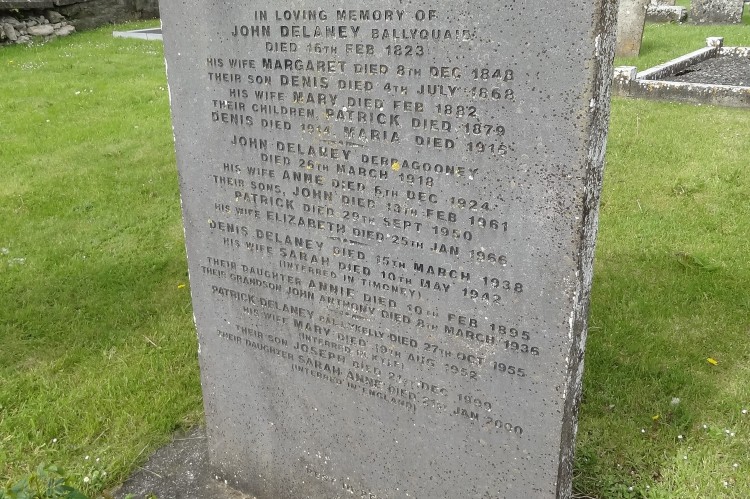 IN LOVING MEMORY OF
JOHN DELANEY BALLYQUAID
DIED 16TH FEB 1823
HIS WIFE MARGARET DIED 8TH DEC 1848
THEIR SON DENIS DIED 4TH JULY 1868
HIS WIFE MARY DIED FEB 1882
THEIR CHILDREN, PATRICK DIED 1879
DENIS DIED 1914, MARIA DIED 1915
JOHN DELANEY DERRAGOONEY
DIED 26TH MARCH 1918
HIS WIFE ANNE DIED 6TH DEC 1924
THEIR SONS, JOHN DIED 13TH FEB 1961
PATRICK DIED 29TH SEPT 1950
HIS WIFE ELIZABETH DIED 25TH JAN 1966
DENIS DELANEY DIED 15TH MARCH 1938
HIS WIFE SARAH DIED 10TH MAY 1942
(INTERRED IN TIMONEY)
THEIR DAUGHTER ANNIE DIED 10TH FEB 1895
THEIR GRANDSON JOHN ANTHONY DIED 8TH MARCH 1936
PATRICK DELANEY BALLYKELLY DIED 27TH OCT 1955
HIS WIFE MARY DIED 19TH AUG 1952
(INTERRED IN KYLE)
THEIR SON JOSEPH DIED 21ST DEC 1999
THEIR DAUGHTER SARAH ANNE DIED 21ST JAN 2000
(INTERRED IN ENGLAND)